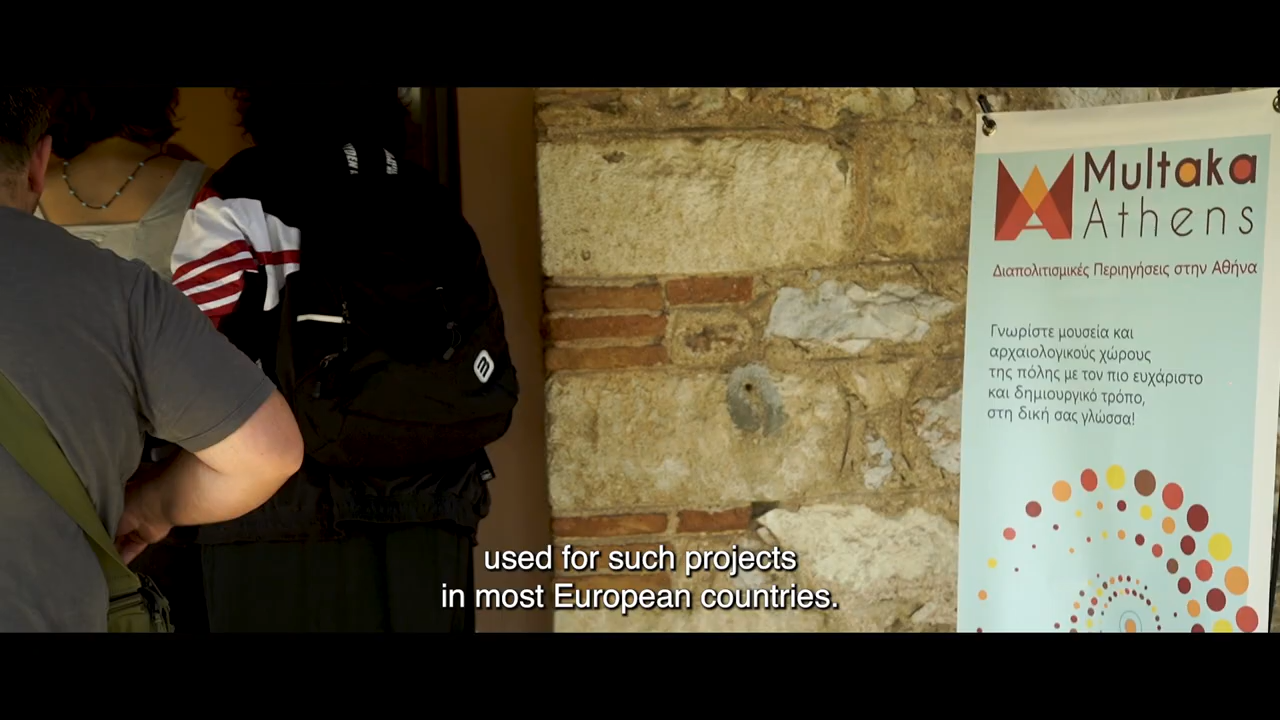 Multaka
Athens
Διαπολιτισμικές Περιηγήσεις στην Αθήνα
Γνωρίστε μουσεία και
αρχαιολογικούς χώρους
της πόλης με τον πιο ευχάριστο
και δημιουργικό τρόπο,
στη δική σας γλώσσα!
used for such projects
in most European countries.